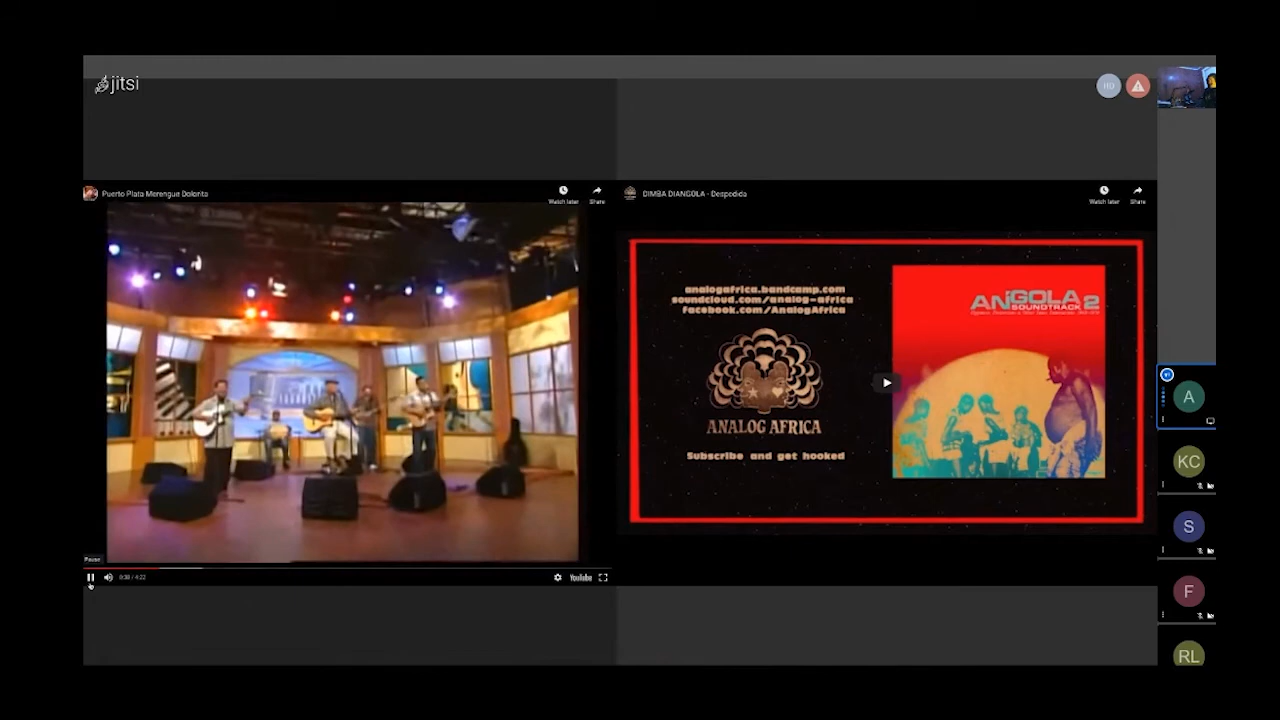 jitsi
HD
Puerto Plata Merengue Dolorita
Watch later
Share
DIMBA DIANGOLA - Despedida
Watch later
Share
analogafrica.bandcamp.com
soundcloud.com/analog-africa
facebook.com/AnalogAfrica
ANALOG AFRICA
Subscribe and get hooked
ANGOLA 2
SOUNDTRACK
Pause
0:38 / 4:22
YouTube
A
KC
S
F
RL